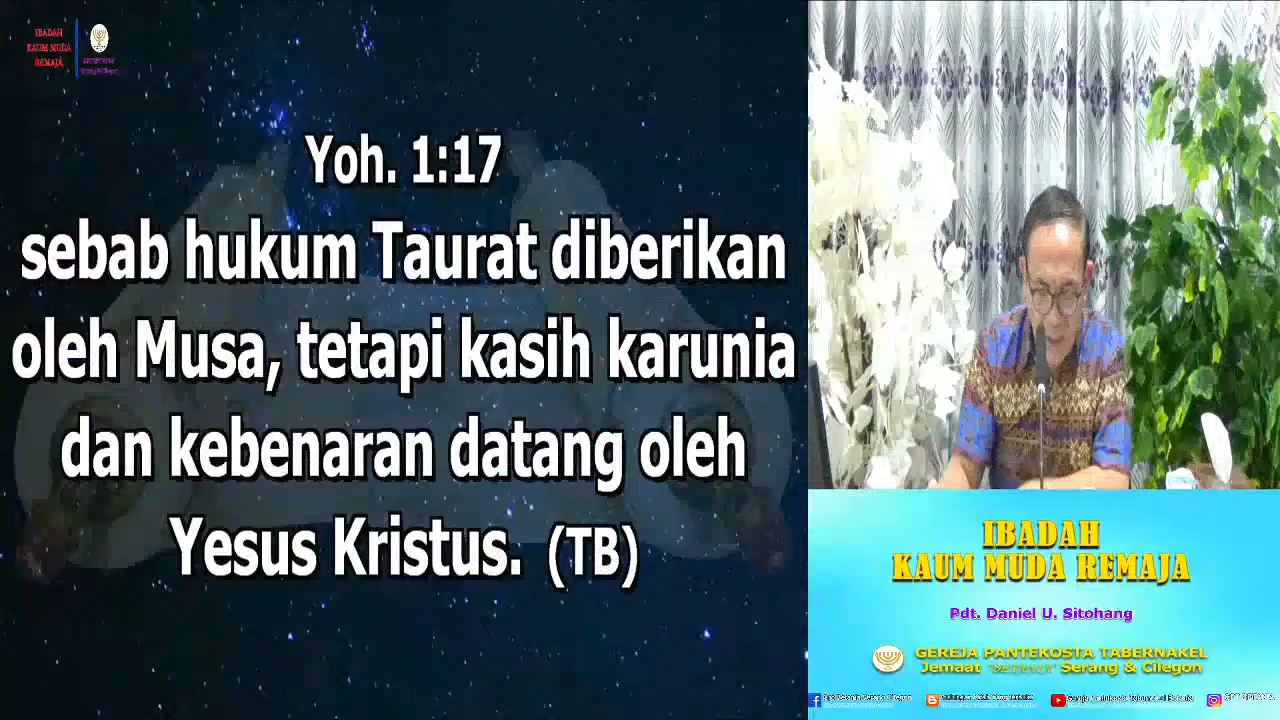 IBADAH
KAUM MUDA
REMAJA
Yoh. 1:17
sebab hukum Taurat diberikan
oleh Musa, tetapi kasih karunia
dan kebenaran datang oleh
Yesus Kristus. (TB)
IBADAH
KAUM MUDA REMAJA
Pdt. Daniel U. Sitohang
GEREJA PANTEKOSTA TABERNAKEL
Jemaat "BETHANY" Serang & Cilegon